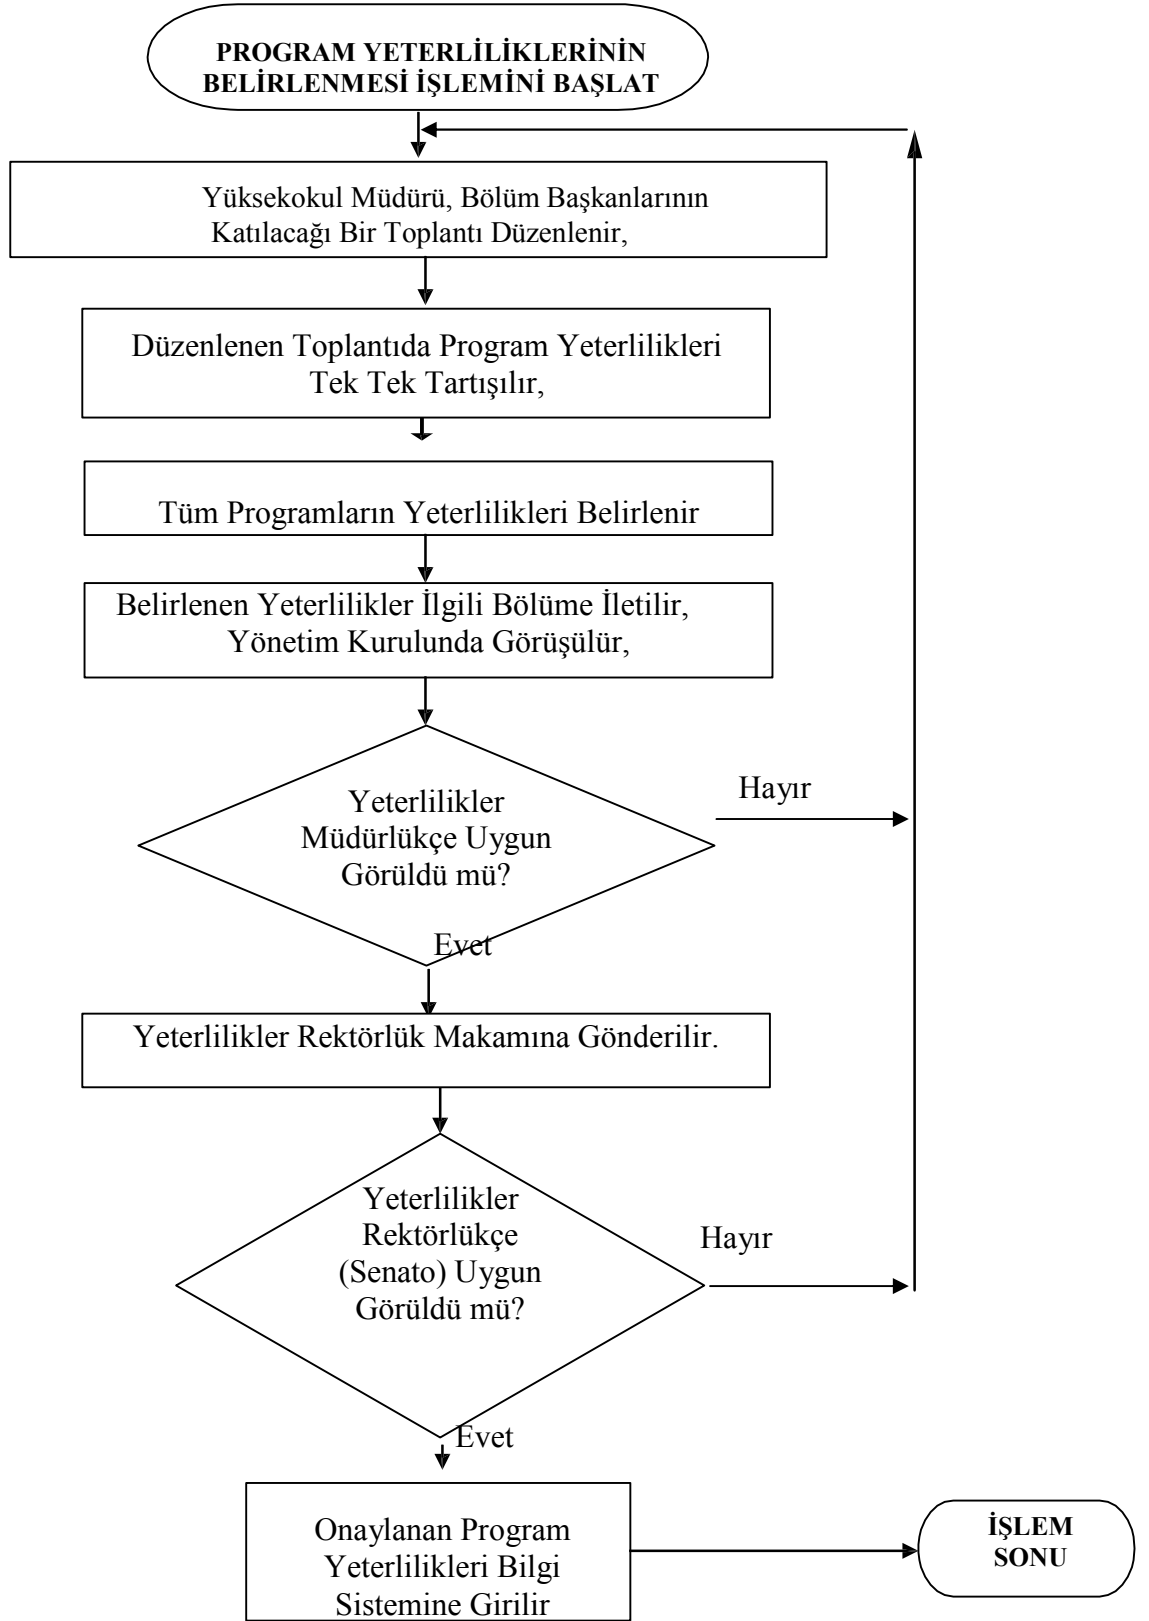 PROGRAM YETERLİLİKLERİNİN
BELİRLENMESİ İŞLEMİNİ BAŞLAT
Yüksekokul Müdürü, Bölüm Başkanlarının
Katılacağı Bir Toplantı Düzenlenir,
Düzenlenen Toplantıda Program Yeterlilikleri
Tek Tek Tartışılır,
Tüm Programların Yeterlilikleri Belirlenir
Belirlenen Yeterlilikler İlgili Bölüme İletilir,
Yönetim Kurulunda Görüşülür,
Yeterlilikler
Müdürlükçe Uygun
Görüldü mü?
Hayır
Evet
Yeterlilikler Rektörlük Makamına Gönderilir.
Yeterlilikler
Rektörlükçe
(Senato) Uygun
Görüldü mü?
Hayır
Evet
Onaylanan Program
Yeterlilikleri Bilgi
Sistemine Girilir
İŞLEM
SONU